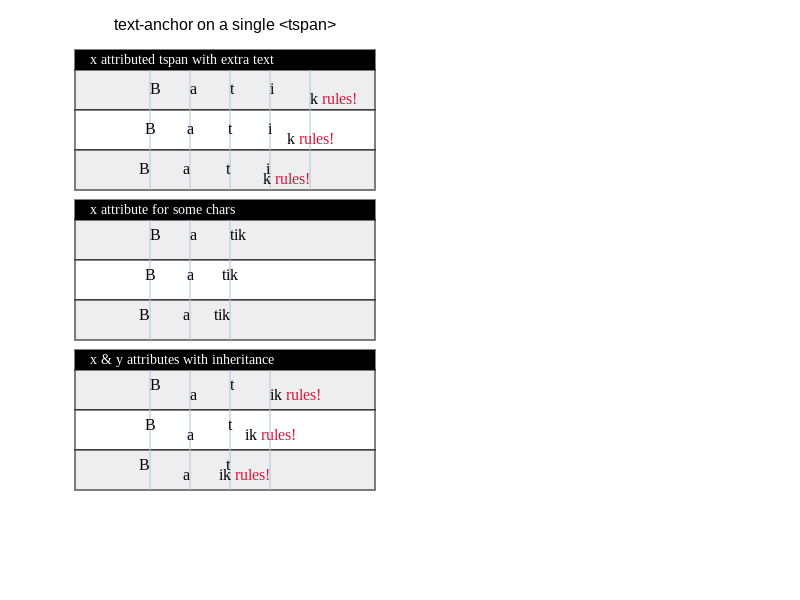 text-anchor on a single <tspan>
x attributed tspan with extra text
B a t i k rules!
B a t i k rules!
B a t i k rules!
x attribute for some chars
B a tik
B a tik
B a tik
x & y attributes with inheritance
B a t ik rules!
B a t ik rules!
B a t ik rules!